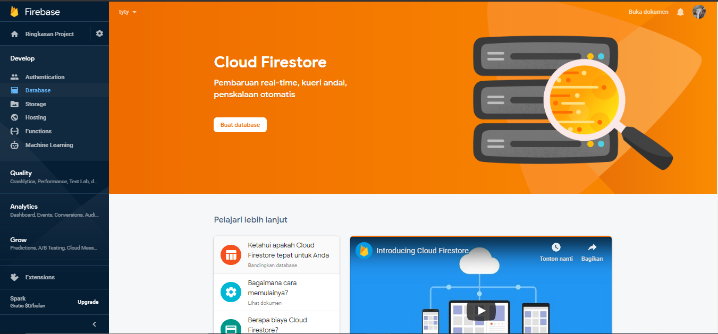 Firebase
tyty
Buka dokumen
Ringkasan Project
Develop
Authentication
Database
Storage
Hosting
Functions
Machine Learning
Quality
Crashlytics, Performance, Test Lab, d...
Analytics
Dashboard, Events, Conversions, Audi...
Grow
Predictions, A/B Testing, Cloud Mess...
Extensions
Spark
Upgrade
Cloud Firestore
Pembaruan real-time, kueri andal,
penskalaan otomatis
Buat database
Pelajari lebih lanjut
Ketahui apakah Cloud
Firestore tepat untuk Anda
Bandingkan database
Bagaimana cara
memulainya?
Lihat dokumen
Berapa biaya Cloud
Firestore?
Introducing Cloud Firestore
Tonton nanti
Bagikan